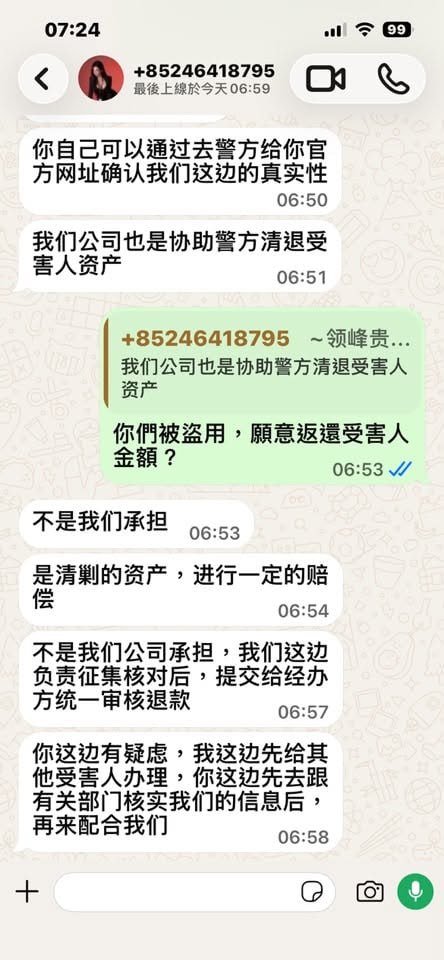 07:24
99
+85246418795
最後上線於今天06:59
你自己可以通过去警方给你官
方网址确认我们这边的真实性
06:50
我们公司也是协助警方清退受
害人资产
06:51
+85246418795 ~领峰贵...
我们公司也是协助警方清退受害人
资产
你們被盜用，願意返還受害人
金額？
06:53
不是我们承担
06:53
是清剿的资产，进行一定的赔
偿
06:54
不是我们公司承担，我们这边
负责征集核对后，提交给经办
方统一审核退款
06:57
你这边有疑虑，我这边先给其
他受害人办理，你这边先去跟
有关部门核实我们的信息后，
再来配合我们
06:58